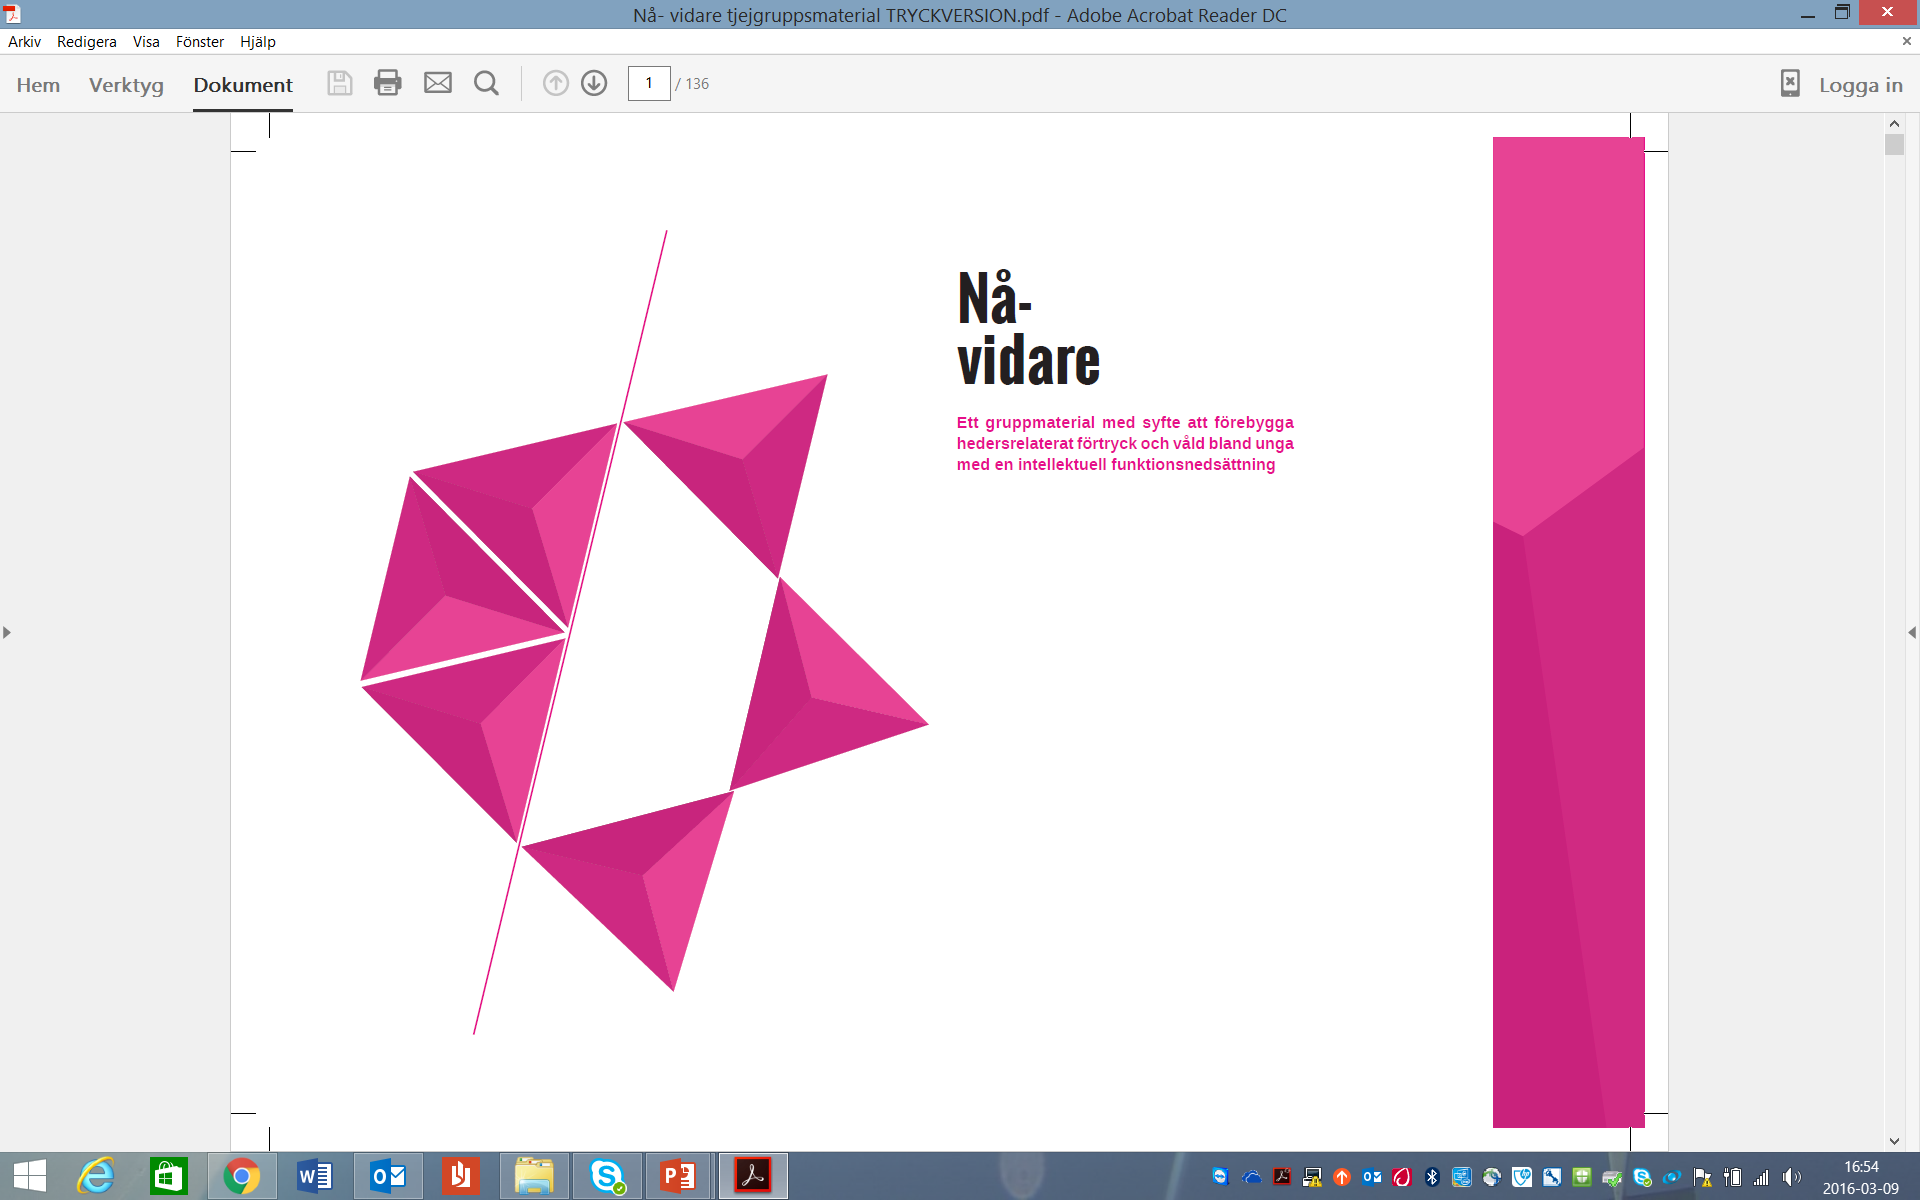 Nå- vidare tjejgruppsmaterial TRYCKVERSION.pdf - Adobe Acrobat Reader DC
Arkiv Redigera Visa Fönster Hjälp
Hem Verktyg Dokument 1 / 136 Logga in
Nå-
vidare
Ett gruppmaterial med syfte att förebygga
hedersrelaterat förtryck och våld bland unga
med en intellektuell funktionsnedsättning
16:54
2016-03-09